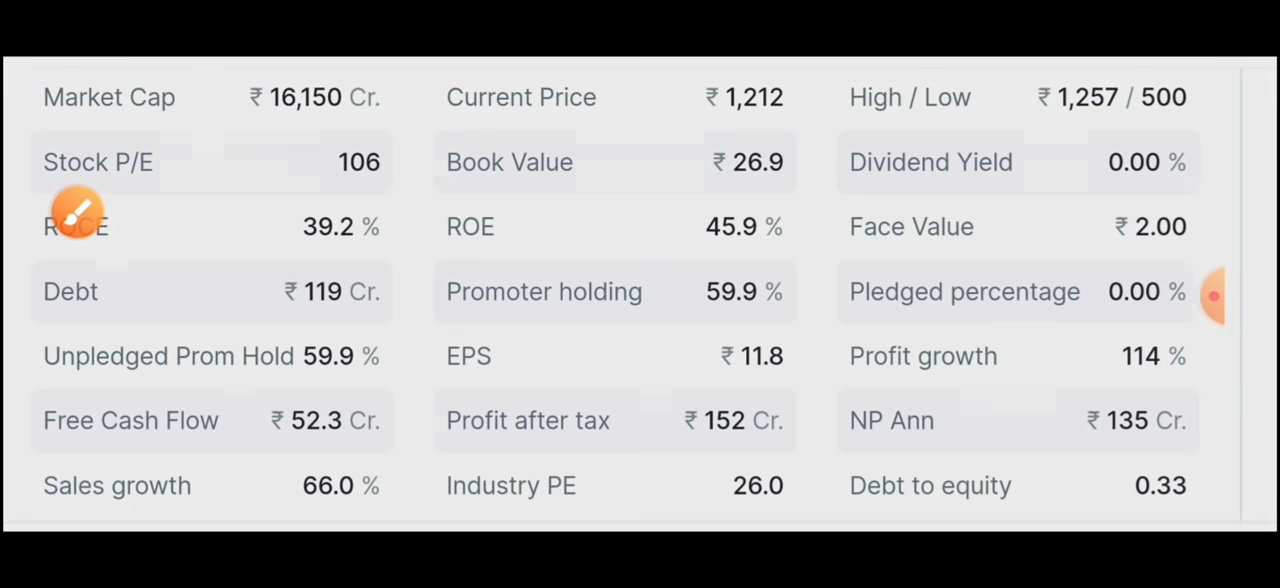 Market Cap ₹ 16,150 Cr. Current Price ₹ 1,212 High / Low ₹ 1,257 / 500
Stock P/E 106 Book Value ₹ 26.9 Dividend Yield 0.00 %
ROCE 39.2 % ROE 45.9 % Face Value ₹ 2.00
Debt ₹ 119 Cr. Promoter holding 59.9 % Pledged percentage 0.00 %
Unpledged Prom Hold 59.9 % EPS ₹ 11.8 Profit growth 114 %
Free Cash Flow ₹ 52.3 Cr. Profit after tax ₹ 152 Cr. NP Ann ₹ 135 Cr.
Sales growth 66.0 % Industry PE 26.0 Debt to equity 0.33